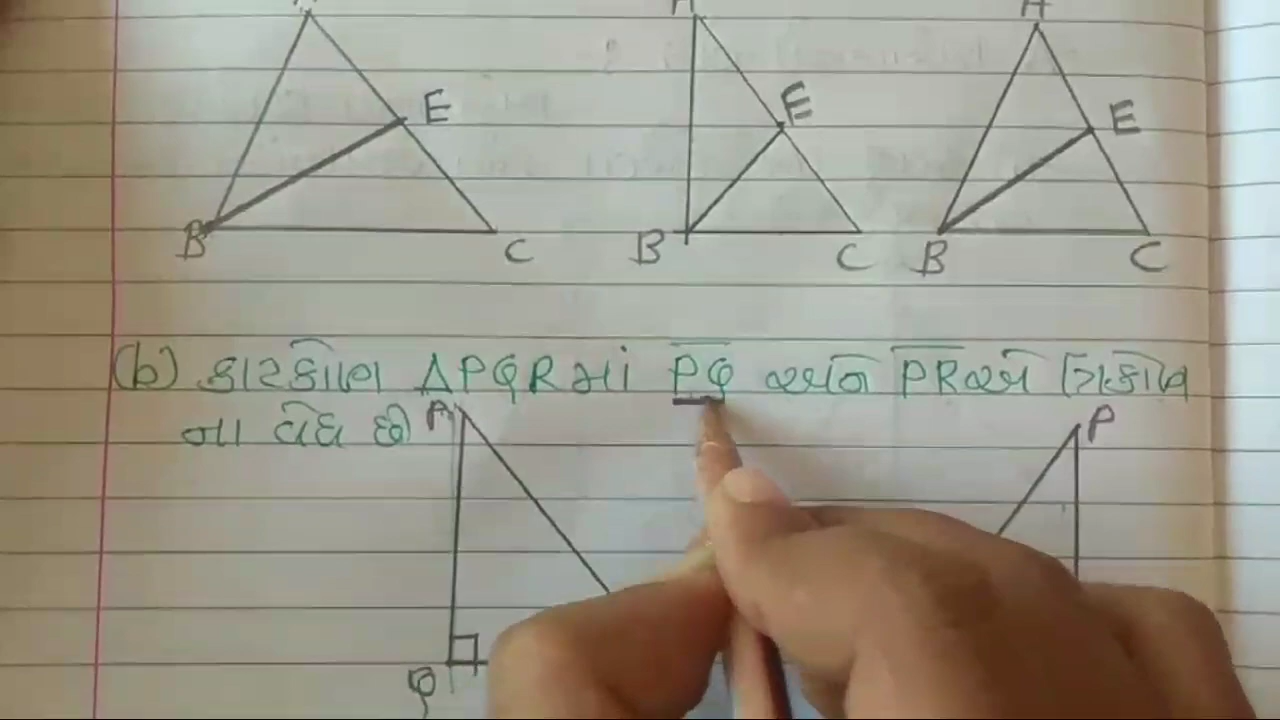 A A
E E E
B C B C B C
(b) કાટકોણ ΔPQRમાં PQ અને PR એ ત્રિકોણ
ના વેધ છે
P P
Q